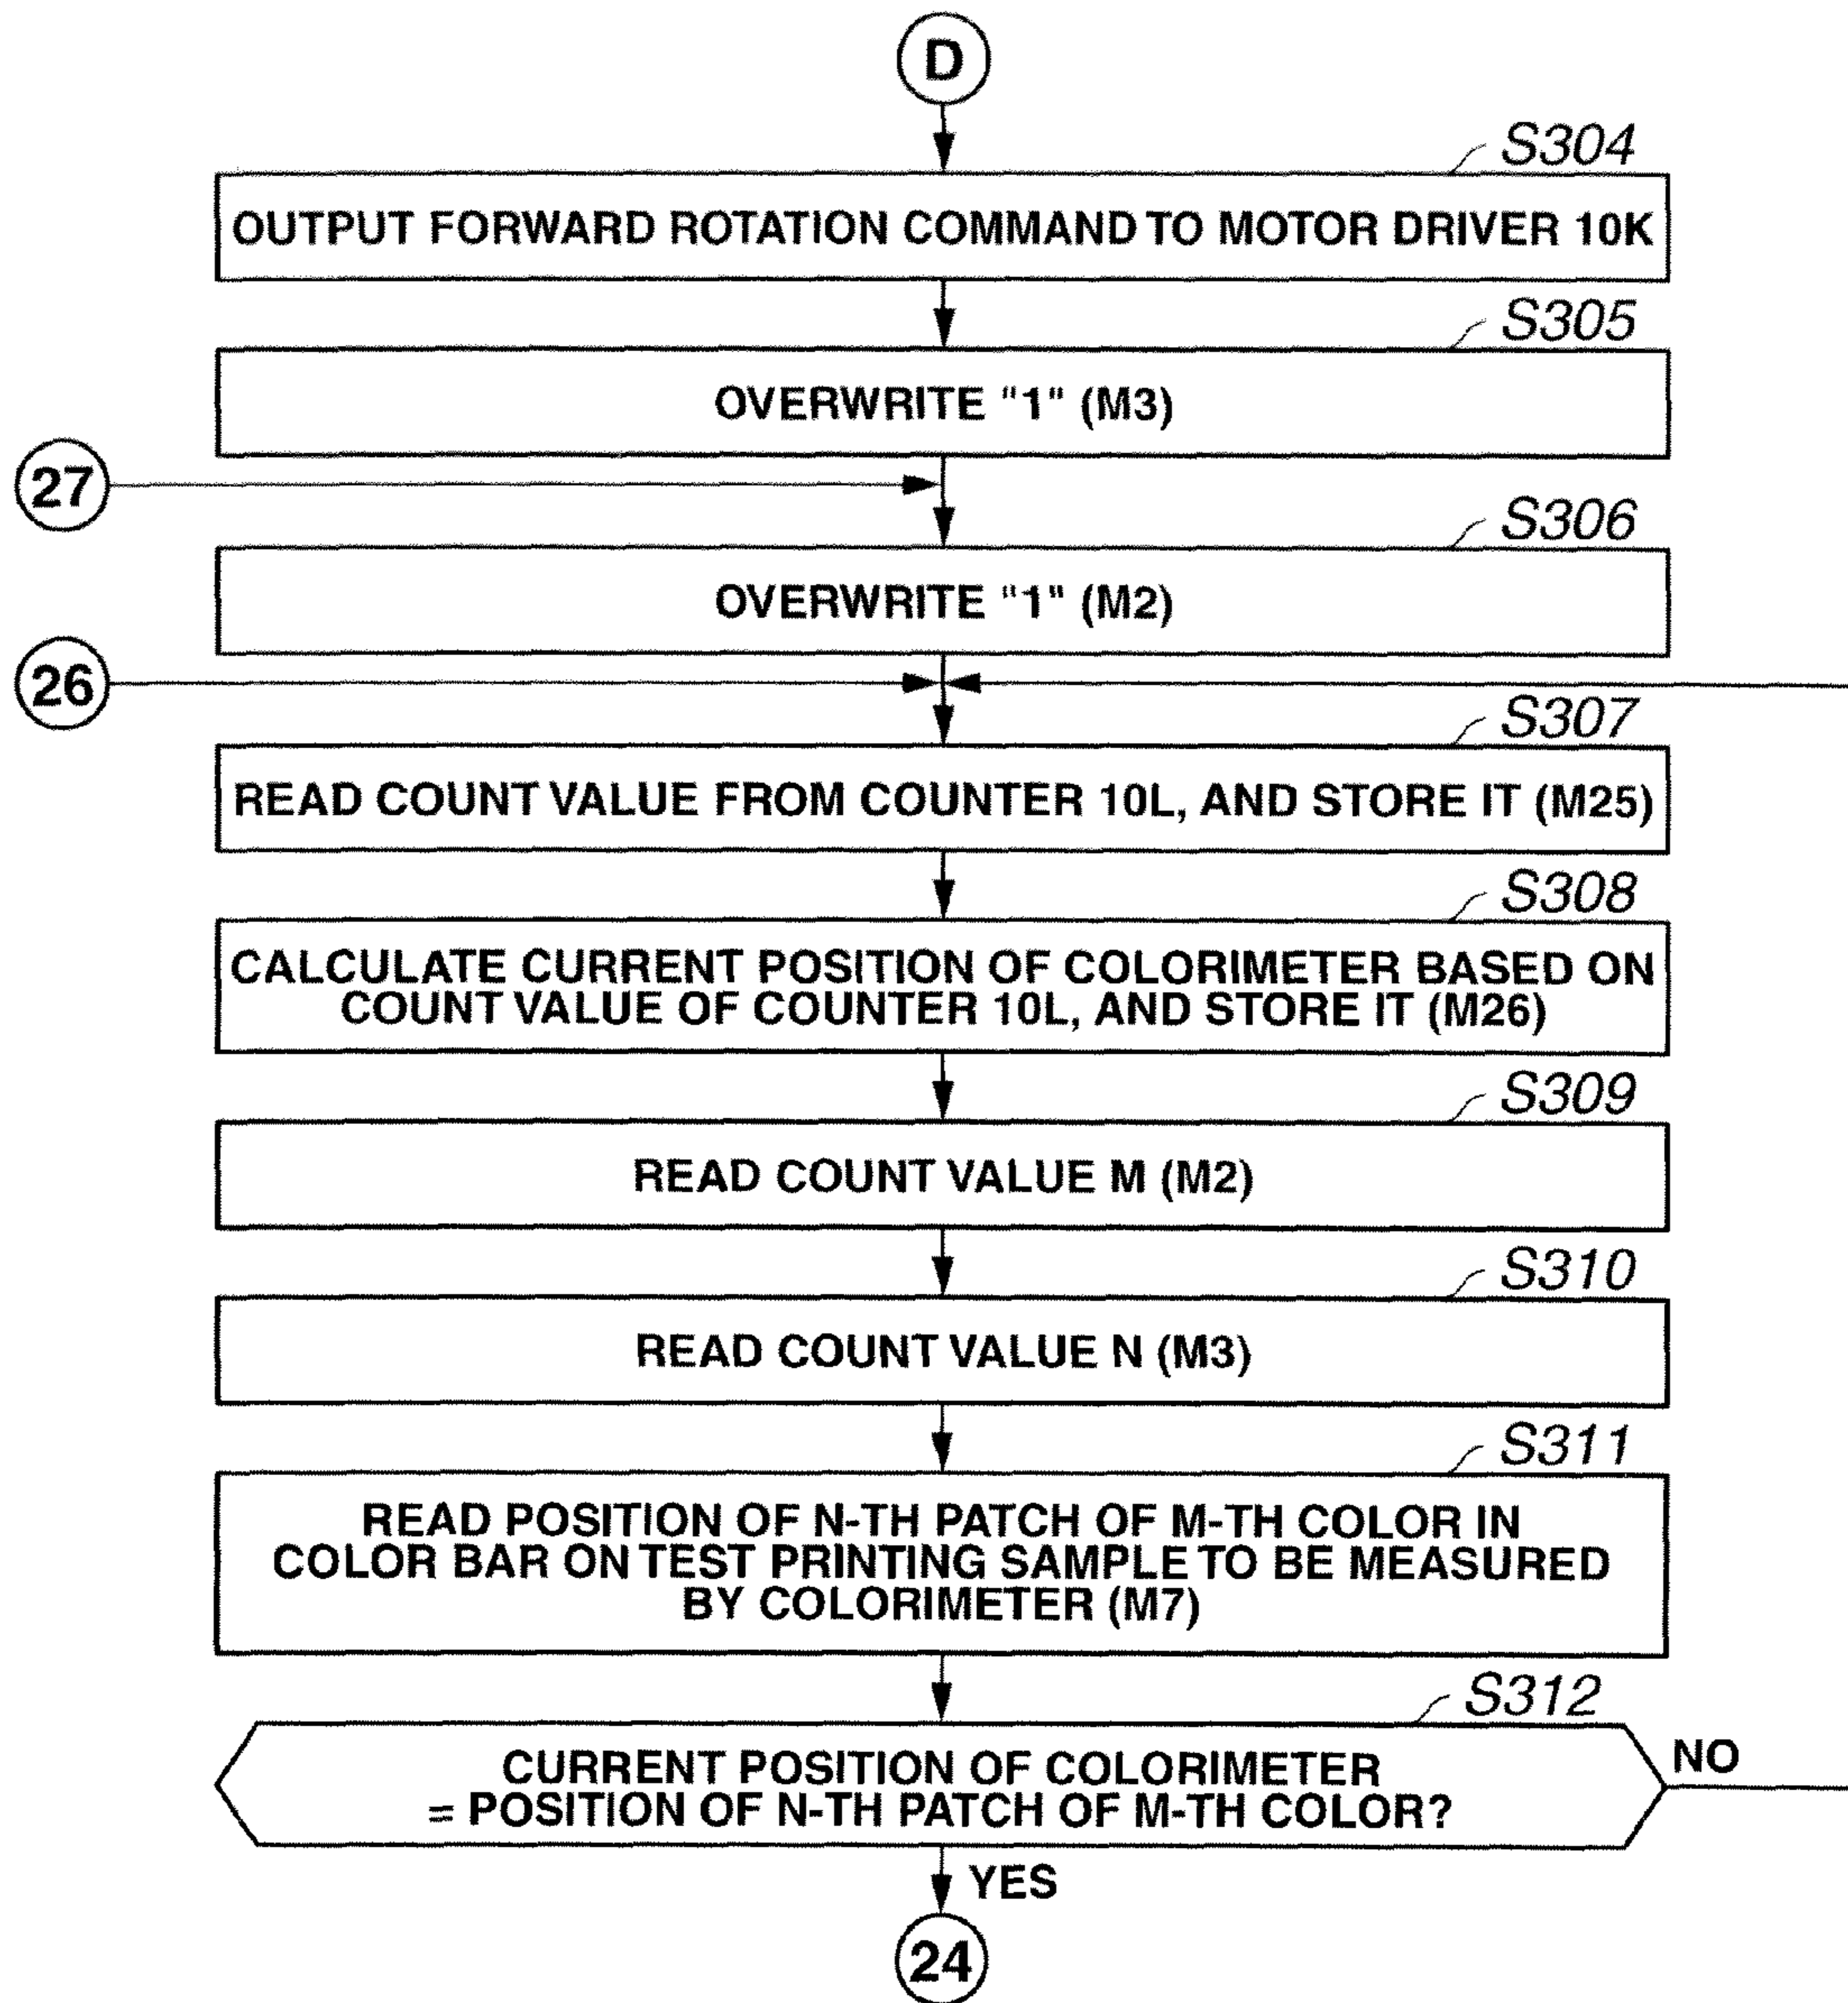 D
S304
OUTPUT FORWARD ROTATION COMMAND TO MOTOR DRIVER 10K
S305
OVERWRITE "1" (M3)
27
S306
OVERWRITE "1" (M2)
26
S307
READ COUNT VALUE FROM COUNTER 10L, AND STORE IT (M25)
S308
CALCULATE CURRENT POSITION OF COLORIMETER BASED ON
COUNT VALUE OF COUNTER 10L, AND STORE IT (M26)
S309
READ COUNT VALUE M (M2)
S310
READ COUNT VALUE N (M3)
S311
READ POSITION OF N-TH PATCH OF M-TH COLOR IN
COLOR BAR ON TEST PRINTING SAMPLE TO BE MEASURED
BY COLORIMETER (M7)
S312
CURRENT POSITION OF COLORIMETER
= POSITION OF N-TH PATCH OF M-TH COLOR?
NO
YES
24